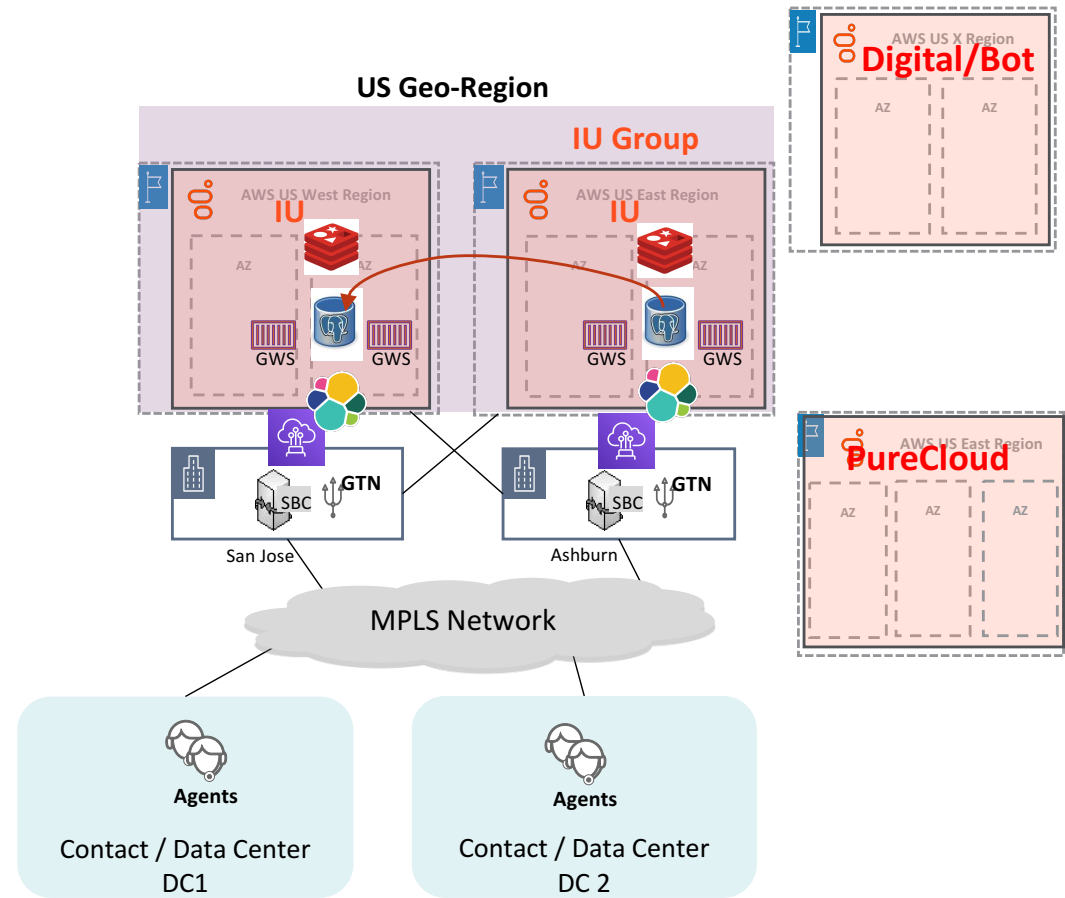 US Geo-Region
IU Group
AWS US West Region
IU
AZ
AZ
GWS
GWS
AWS US East Region
IU
AZ
AZ
GWS
GWS
AWS US X Region
Digital/Bot
AZ
AZ
AWS US East Region
PureCloud
AZ
AZ
AZ
SBC
GTN
San Jose
SBC
GTN
Ashburn
MPLS Network
Agents
Contact / Data Center
DC1
Agents
Contact / Data Center
DC 2